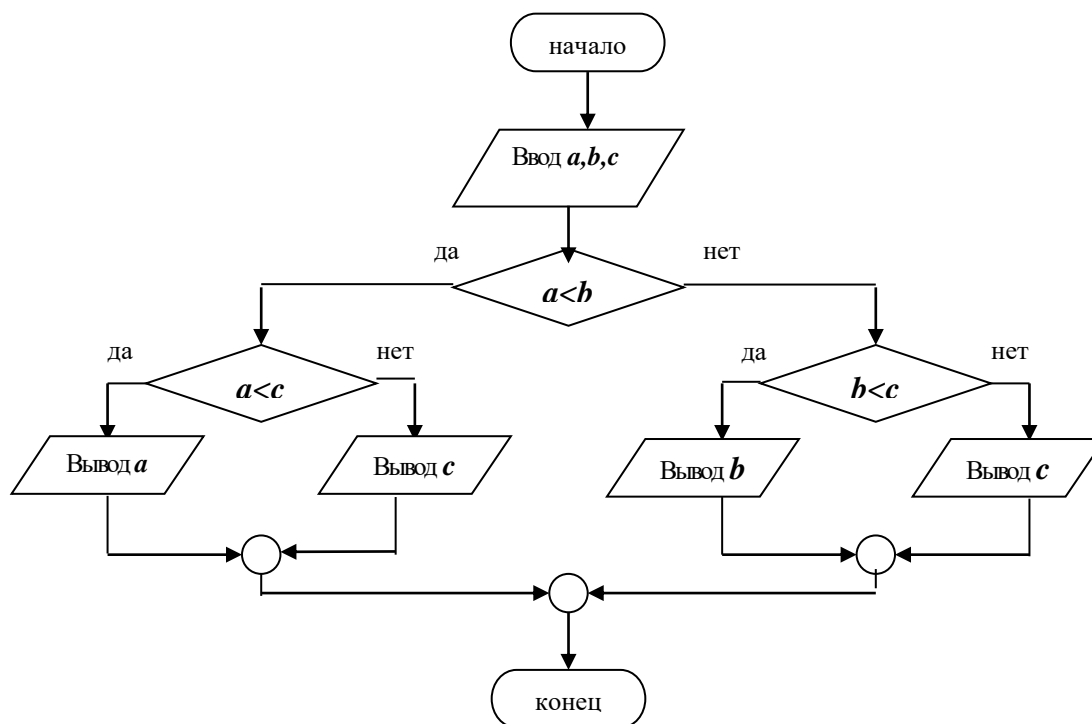 начало
Ввод a,b,c
да
нет
a<b
да
нет
да
нет
a<c
b<c
Вывод a
Вывод c
Вывод b
Вывод c
конец